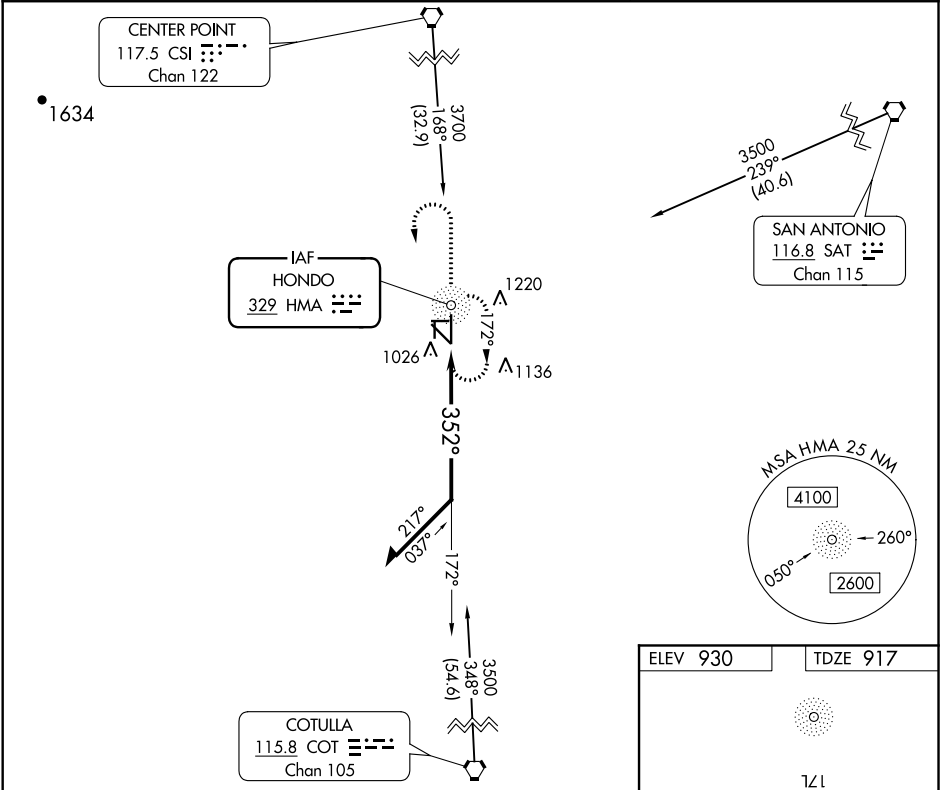 CENTER POINT
117.5 CSI
Chan 122
1634
3700
168°
(32.9)
3500
239°
(40.6)
SAN ANTONIO
116.8 SAT
Chan 115
IAF
HONDO
329 HMA
1220
172°
1026
1136
352°
217°
037°
172°
MSA HMA 25 NM
4100
260°
050°
2600
3500
348°
(54.6)
COTULLA
115.8 COT
Chan 105
ELEV 930
TDZE 917
17L